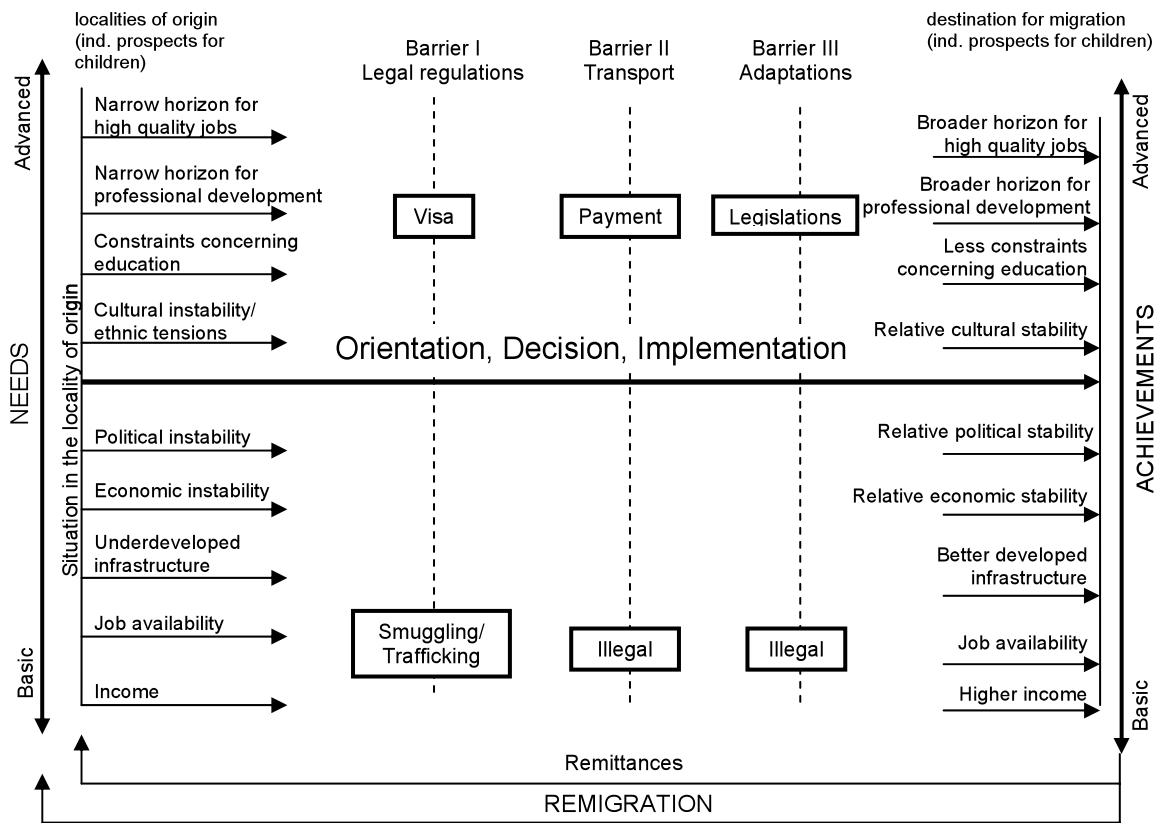 localities of origin
(ind. prospects for
children)
destination for migration
(ind. prospects for children)
Barrier I
Legal regulations
Barrier II
Transport
Barrier III
Adaptations
Advanced
NEEDS
Basic
Situation in the locality of origin
Narrow horizon for
high quality jobs
Narrow horizon for
professional development
Constraints concerning
education
Cultural instability/
ethnic tensions
Political instability
Economic instability
Underdeveloped
infrastructure
Job availability
Income
Visa
Payment
Legislations
Orientation, Decision, Implementation
Smuggling/
Trafficking
Illegal
Illegal
Broader horizon for
high quality jobs
Broader horizon for
professional development
Less constraints
concerning education
Relative cultural stability
Relative political stability
Relative economic stability
Better developed
infrastructure
Job availability
Higher income
Advanced
ACHIEVEMENTS
Basic
Remittances
REMIGRATION